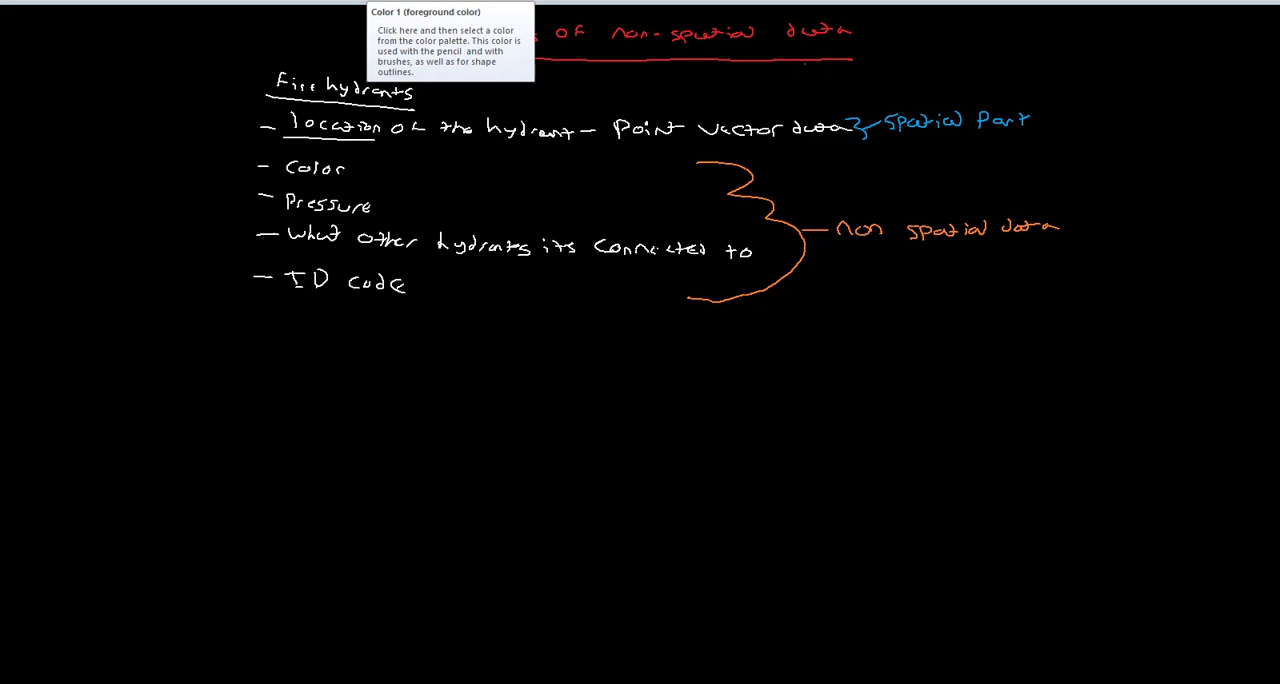 Color 1 (foreground color)
Click here and then select a color
from the color palette. This color is
used with the pencil and with
brushes, as well as for shape
outlines.
of non-spatial data
Fire hydrants
- location of the hydrant - Point vector data } spatial part
- Color
- Pressure
- What other hydrants its connected to
- non spatial data
- ID code